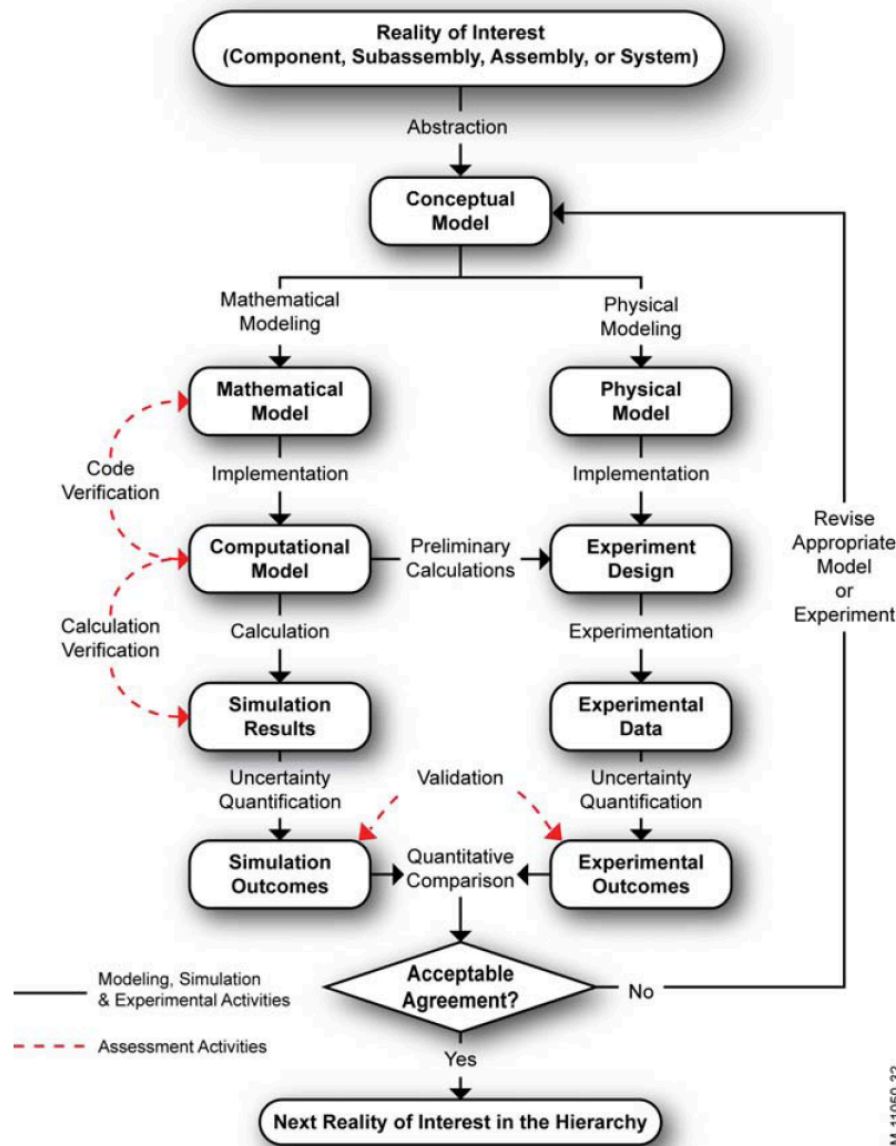 Reality of Interest
(Component, Subassembly, Assembly, or System)
Abstraction
Conceptual
Model
Mathematical
Modeling
Physical
Modeling
Mathematical
Model
Physical
Model
Code
Verification
Implementation
Implementation
Revise
Appropriate
Model
or
Experiment
Computational
Model
Preliminary
Calculations
Experiment
Design
Calculation
Verification
Calculation
Experimentation
Simulation
Results
Experimental
Data
Uncertainty
Quantification
Validation
Uncertainty
Quantification
Simulation
Outcomes
Quantitative
Comparison
Experimental
Outcomes
Acceptable
Agreement?
No
Modeling, Simulation
& Experimental Activities
Assessment Activities
Yes
Next Reality of Interest in the Hierarchy